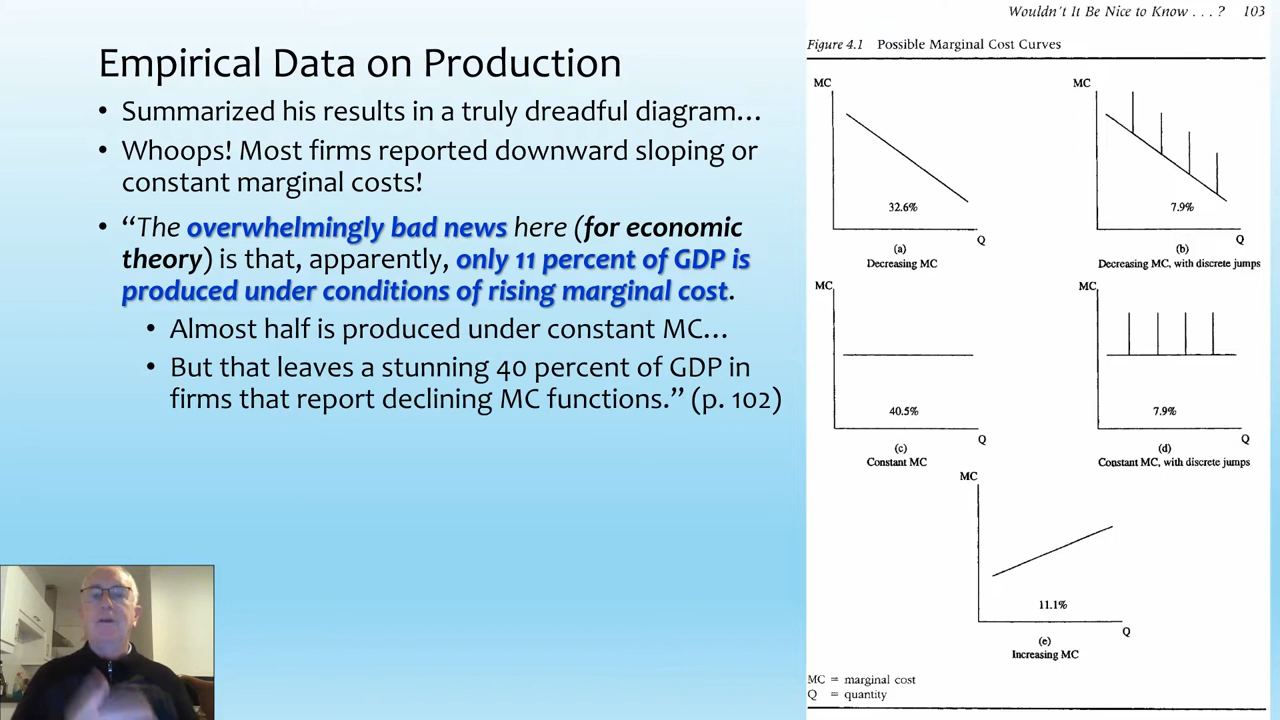 Empirical Data on Production
• Summarized his results in a truly dreadful diagram…
• Whoops! Most firms reported downward sloping or
constant marginal costs!
• “The overwhelmingly bad news here (for economic
theory) is that, apparently, only 11 percent of GDP is
produced under conditions of rising marginal cost.
• Almost half is produced under constant MC…
• But that leaves a stunning 40 percent of GDP in
firms that report declining MC functions.” (p. 102)
Wouldn't It Be Nice to Know . . . ? 103
Figure 4.1 Possible Marginal Cost Curves
MC
32.6%
Q
(a)
Decreasing MC
MC
7.9%
Q
(b)
Decreasing MC, with discrete jumps
MC
40.5%
Q
(c)
Constant MC
MC
7.9%
Q
(d)
Constant MC, with discrete jumps
MC
11.1%
Q
(e)
Increasing MC
MC = marginal cost
Q = quantity